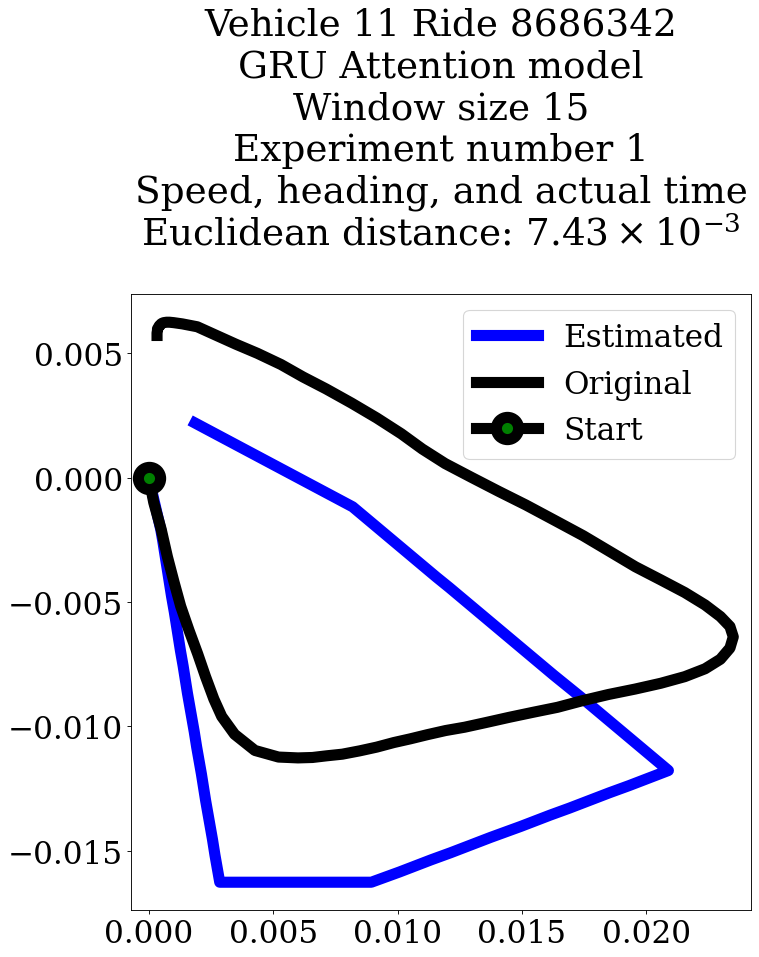 Vehicle 11 Ride 8686342
GRU Attention model
Window size 15
Experiment number 1
Speed, heading, and actual time
Euclidean distance: 7.43 × 10⁻³
Estimated
Original
Start
0.005
0.000
−0.005
−0.010
−0.015
0.000 0.005 0.010 0.015 0.020